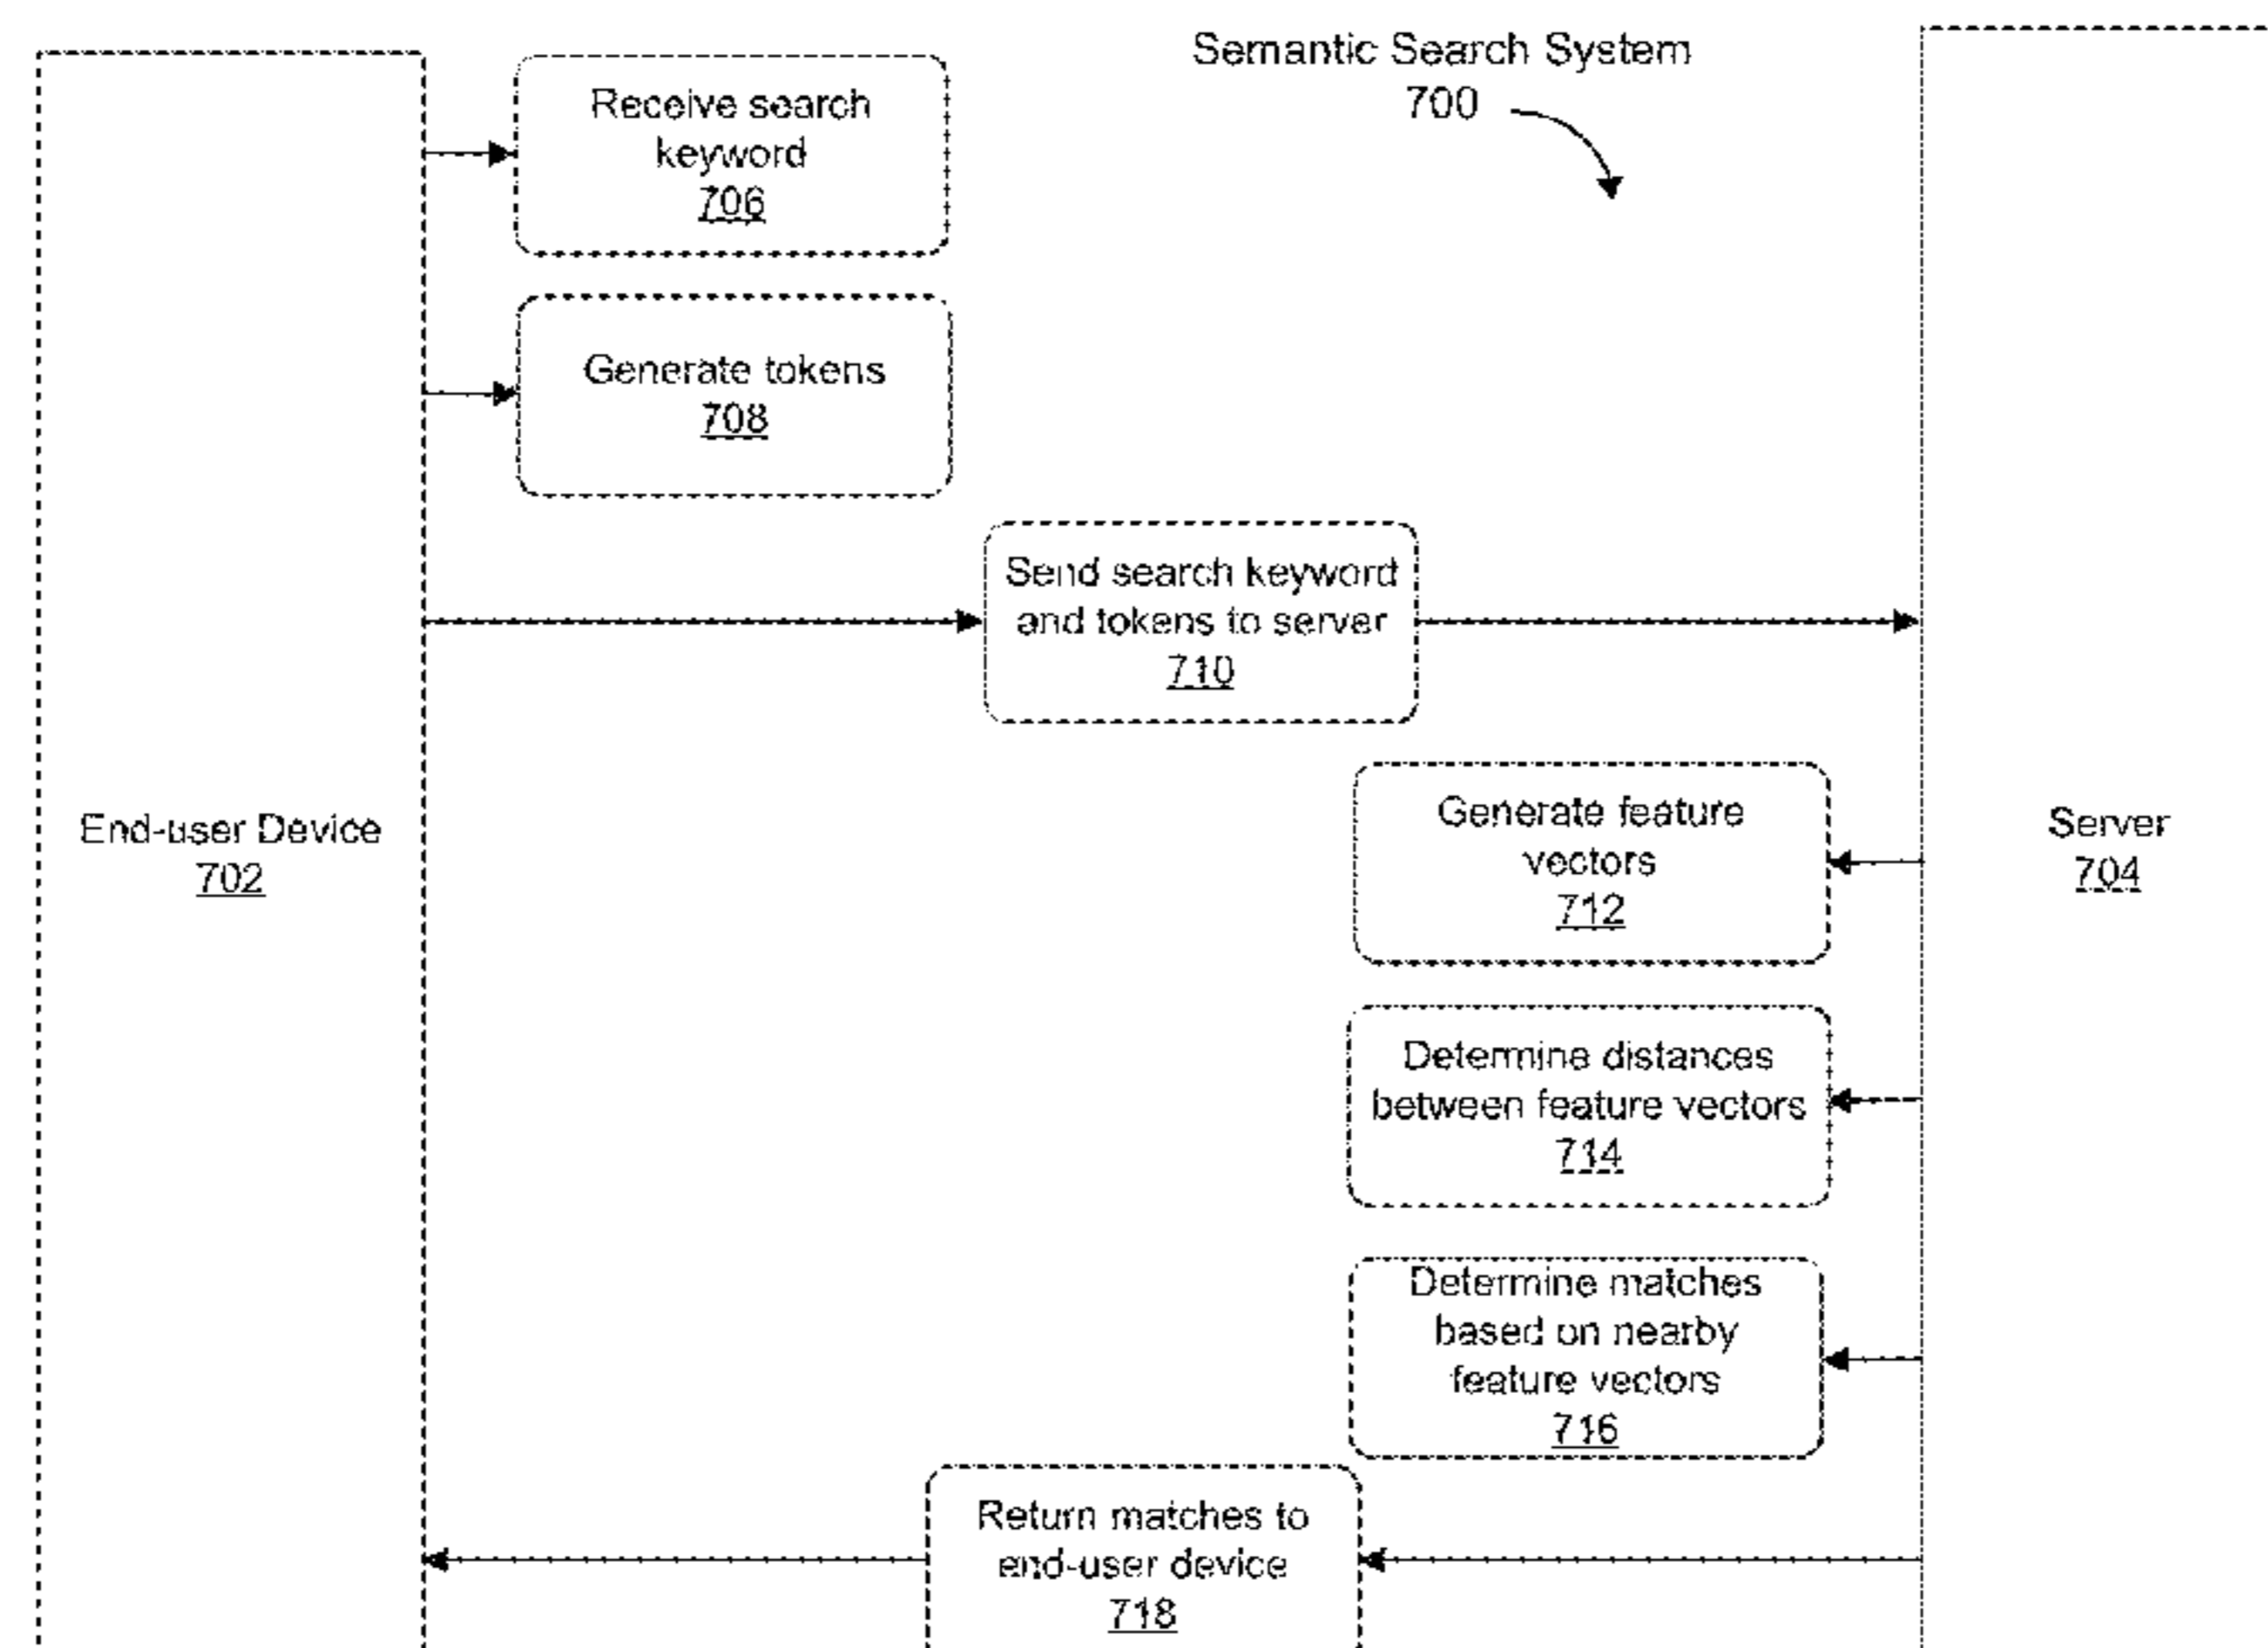 Semantic Search System
700
Receive search
keyword
706
Generate tokens
708
Send search keyword
and tokens to server
710
End-user Device
702
Generate feature
vectors
712
Server
704
Determine distances
between feature vectors
714
Determine matches
based on nearby
feature vectors
716
Return matches to
end-user device
718